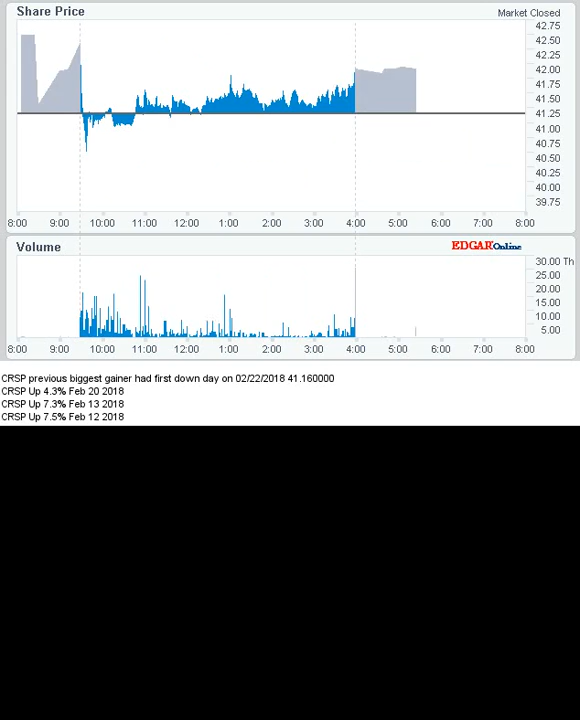 Share Price
Market Closed
42.75
42.50
42.25
42.00
41.75
41.50
41.25
41.00
40.75
40.50
40.25
40.00
39.75
8:00 9:00 10:00 11:00 12:00 1:00 2:00 3:00 4:00 5:00 6:00 7:00 8:00
Volume
EDGAR Online
30.00 Th
25.00
20.00
15.00
10.00
5.00
8:00 9:00 10:00 11:00 12:00 1:00 2:00 3:00 4:00 5:00 6:00 7:00 8:00
CRSP previous biggest gainer had first down day on 02/22/2018 41.160000
CRSP Up 4.3% Feb 20 2018
CRSP Up 7.3% Feb 13 2018
CRSP Up 7.5% Feb 12 2018